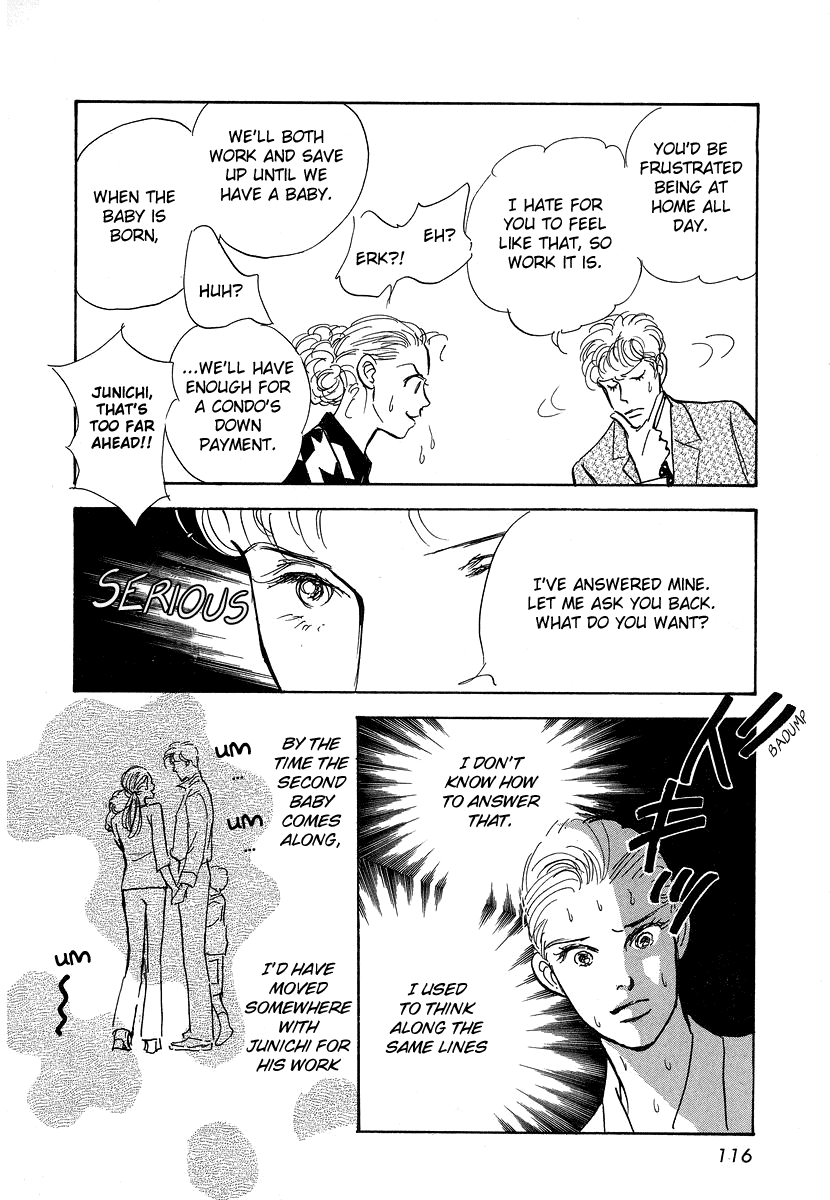 YOU'D BE
FRUSTRATED
BEING AT
HOME ALL
DAY.
I HATE FOR
YOU TO FEEL
LIKE THAT, SO
WORK IT IS.
EH?
ERK?!
WE'LL BOTH
WORK AND SAVE
UP UNTIL WE
HAVE A BABY.
WHEN THE
BABY IS
BORN,
HUH?
...WE'LL HAVE
ENOUGH FOR
A CONDO'S
DOWN
PAYMENT.
JUNICHI,
THAT'S
TOO FAR
AHEAD!!
I'VE ANSWERED MINE.
LET ME ASK YOU BACK.
WHAT DO YOU WANT?
SERIOUS
ドキッ
BADUMP
I DON'T
KNOW HOW
TO ANSWER
THAT.
I USED
TO THINK
ALONG THE
SAME LINES
BY THE
TIME THE
SECOND
BABY
COMES
ALONG,
UM
...
UM
...
UM
I'D HAVE
MOVED
SOMEWHERE
WITH
JUNICHI FOR
HIS WORK
116